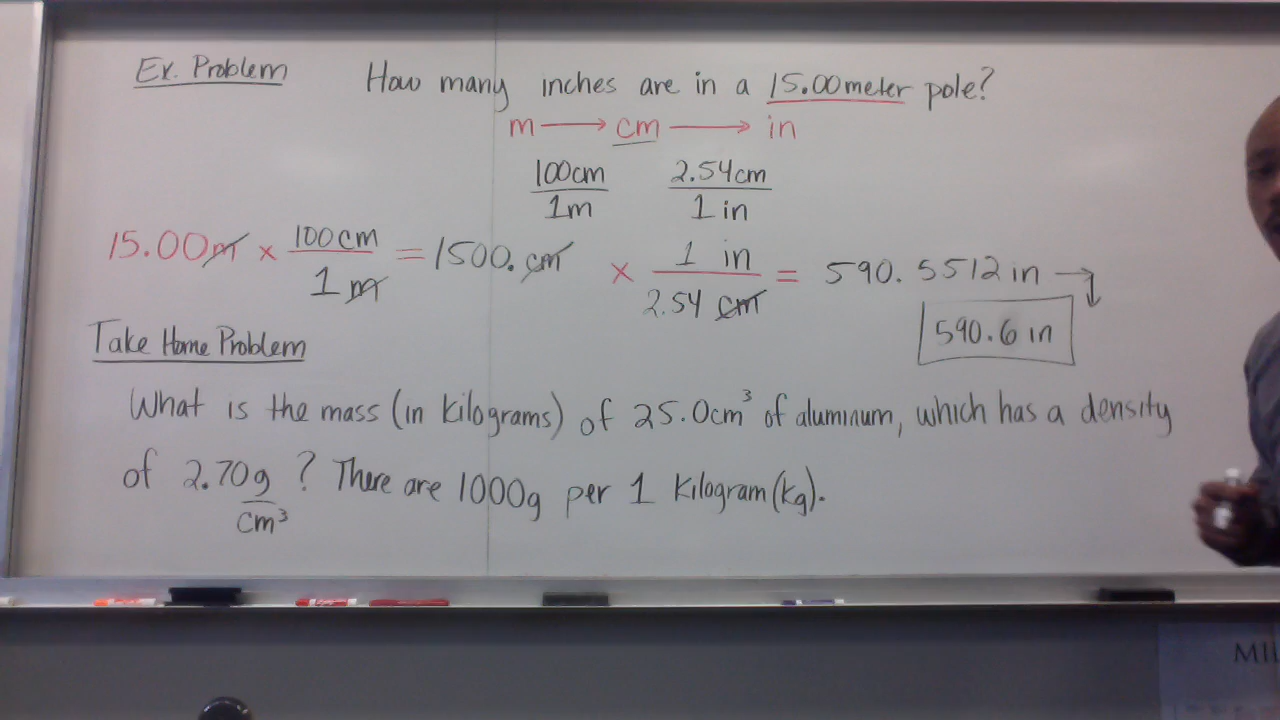 Ex. Problem How many inches are in a 15.00 meter pole?
m → cm → in
100cm / 1m 2.54cm / 1 in
15.00m × 100cm / 1m = 1500. cm × 1 in / 2.54 cm = 590.5512 in
590.6 in
Take Home Problem
What is the mass (in kilograms) of 25.0cm³ of aluminum, which has a density
of 2.70g / cm³ ? There are 1000g per 1 Kilogram (kg).